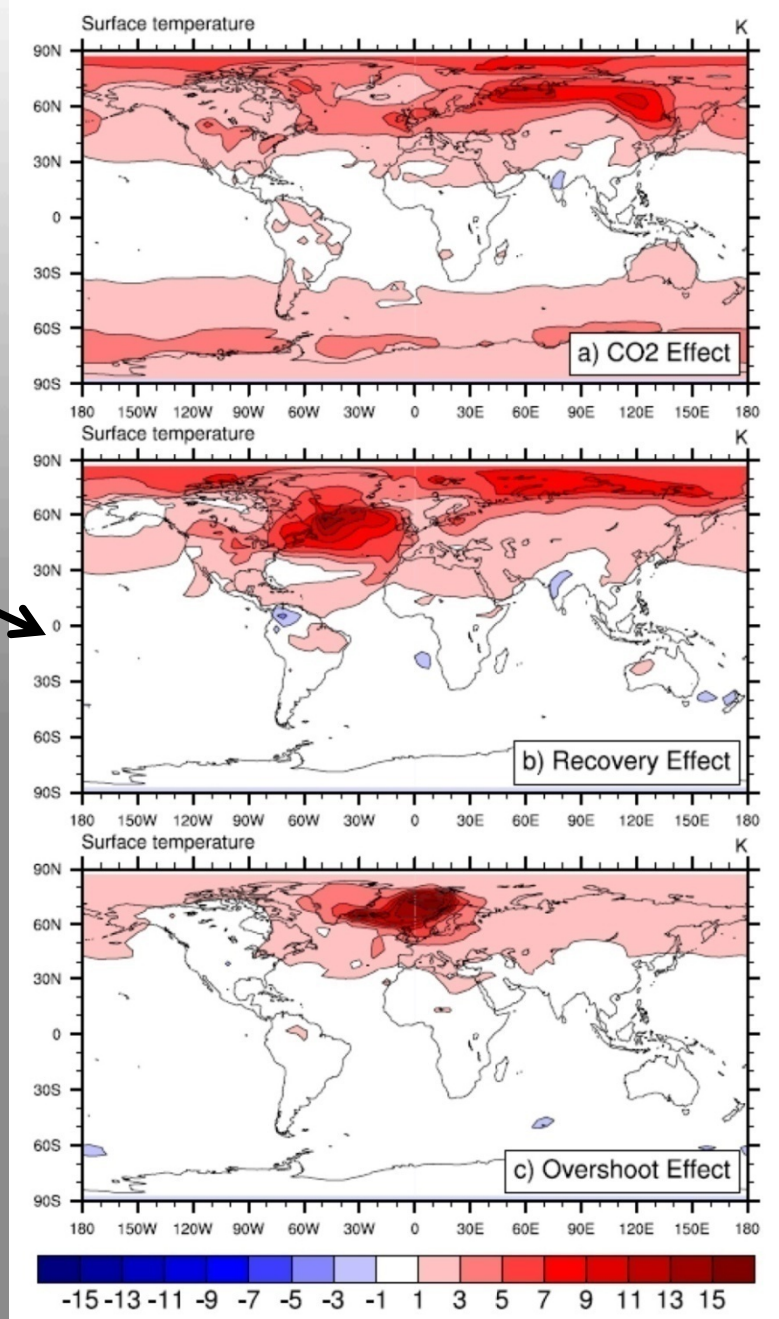 Surface temperature K
90N
60N
30N
0
30S
60S
90S
a) CO2 Effect
180 150W 120W 90W 60W 30W 0 30E 60E 90E 120E 150E 180
Surface temperature K
90N
60N
30N
0
30S
60S
90S
b) Recovery Effect
180 150W 120W 90W 60W 30W 0 30E 60E 90E 120E 150E 180
Surface temperature K
90N
60N
30N
0
30S
60S
90S
c) Overshoot Effect
180 150W 120W 90W 60W 30W 0 30E 60E 90E 120E 150E 180
-15 -13 -11 -9 -7 -5 -3 -1 1 3 5 7 9 11 13 15